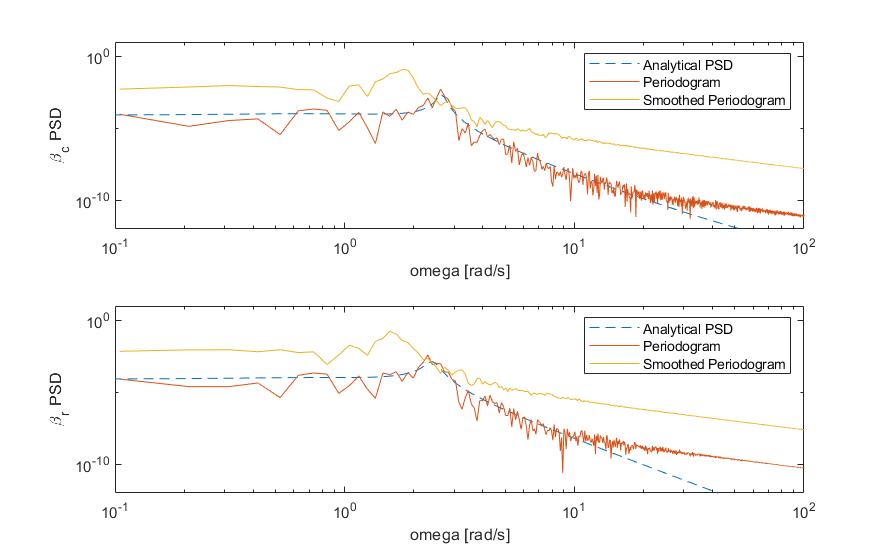 10^0
10^-10
β_c PSD
Analytical PSD
Periodogram
Smoothed Periodogram
10^-1 10^0 10^1 10^2
omega [rad/s]
10^0
10^-10
β_r PSD
Analytical PSD
Periodogram
Smoothed Periodogram
10^-1 10^0 10^1 10^2
omega [rad/s]